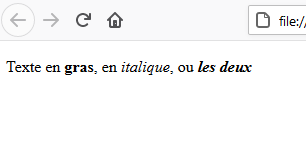 file://
Texte en gras, en italique, ou les deux